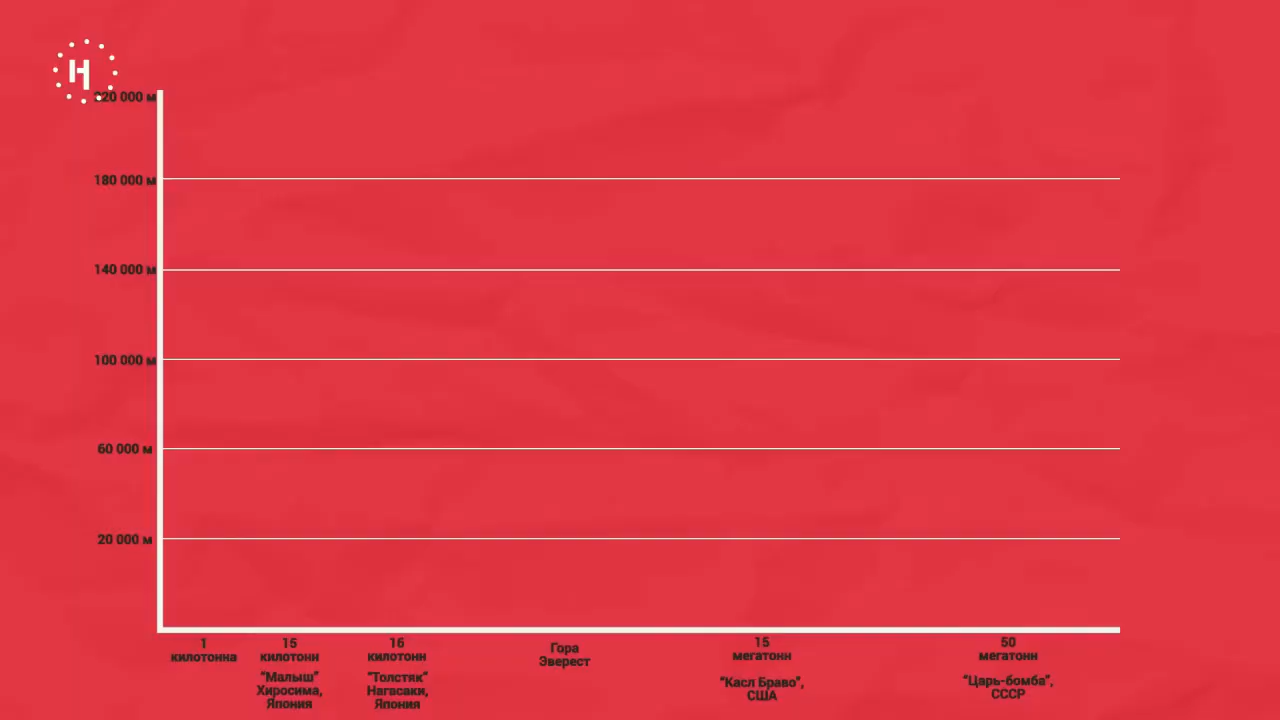 H
220 000 м
180 000 м
140 000 м
100 000 м
60 000 м
20 000 м
1
килотонна
15
килотонн
"Малыш"
Хиросима,
Япония
16
килотонн
"Толстяк"
Нагасаки,
Япония
Гора
Эверест
15
мегатонн
"Касл Браво",
США
50
мегатонн
"Царь-бомба",
СССР